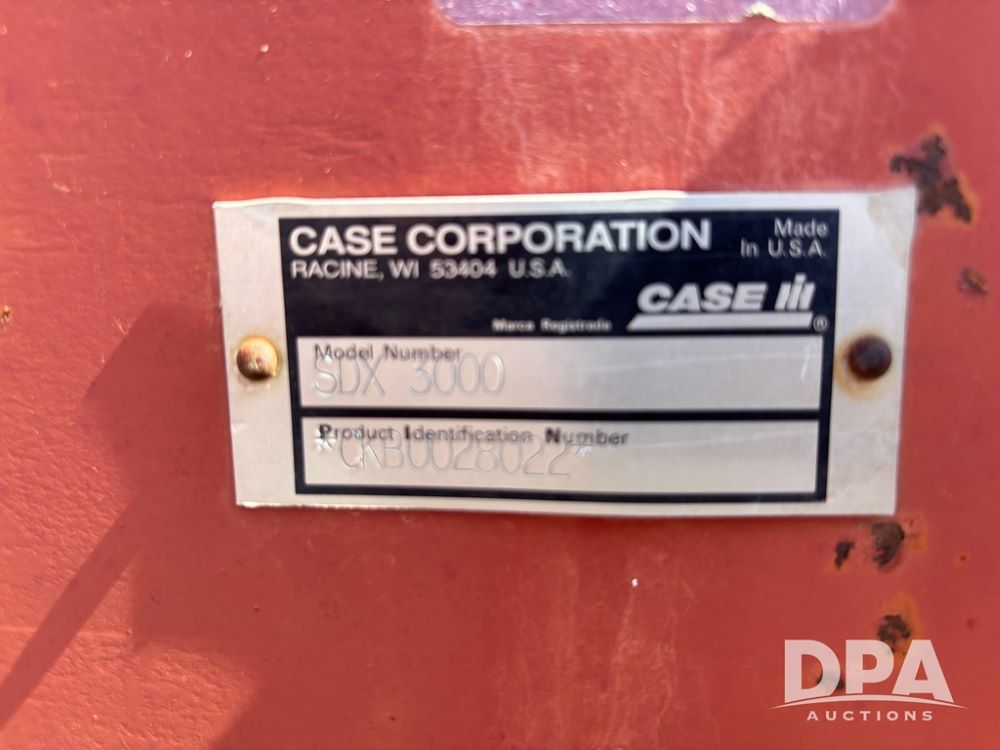 CASE CORPORATION
Made
In U.S.A.
RACINE, WI 53404 U.S.A.
CASE IH
Marca Registrada
®
Model Number
SDX 3000
Product Identification Number
*CKB0028022*
DPA
AUCTIONS